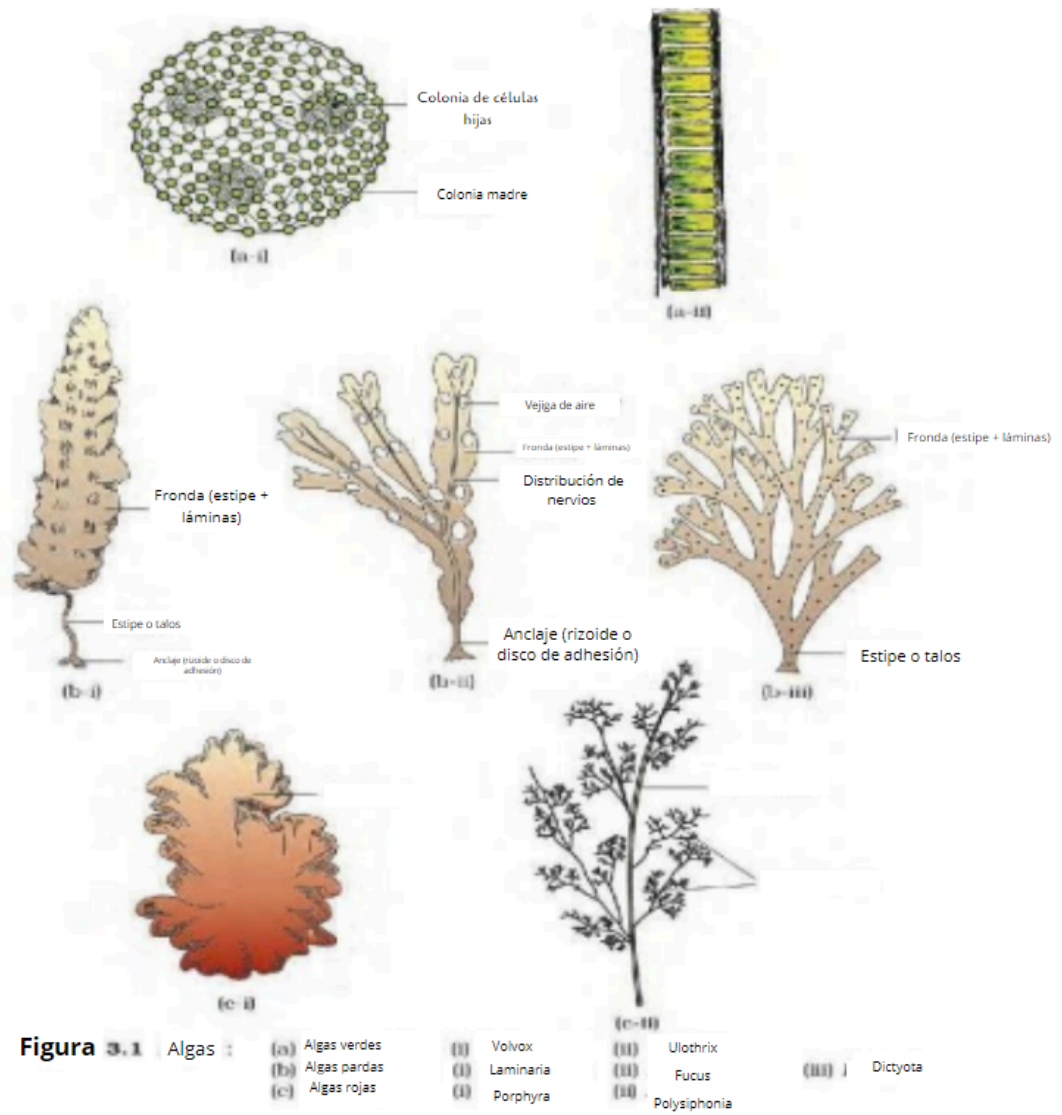 Colonia de células
hijas
Colonia madre
(a-i)
(a-ii)
Vejiga de aire
Fronda (estipe + láminas)
Distribución de
nervios
Fronda (estipe + láminas)
Fronda (estipe +
láminas)
Estipe o talos
Anclaje (rizoide o disco de
adhesión)
Anclaje (rizoide o
disco de adhesión)
Estipe o talos
(b-i)
(b-ii)
(b-iii)
(c-i)
(c-ii)
Figura 3.1 Algas :
(a) Algas verdes (i) Volvox (ii) Ulothrix
(b) Algas pardas (i) Laminaria (ii) Fucus (iii) Dictyota
(c) Algas rojas (i) Porphyra (ii) Polysiphonia